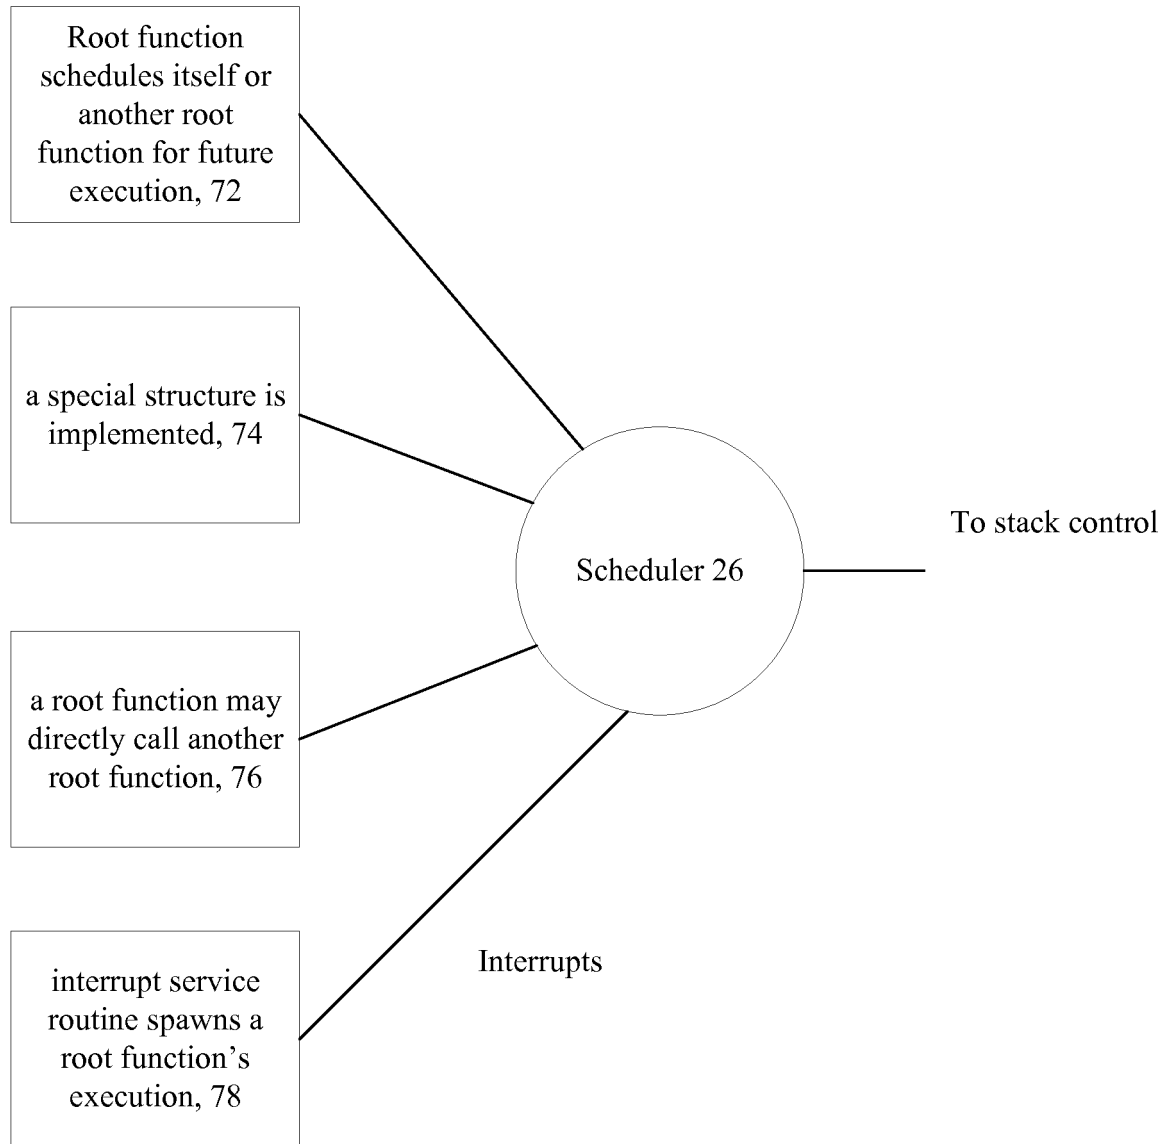 Root function
schedules itself or
another root
function for future
execution, 72
a special structure is
implemented, 74
To stack control
Scheduler 26
a root function may
directly call another
root function, 76
Interrupts
interrupt service
routine spawns a
root function’s
execution, 78